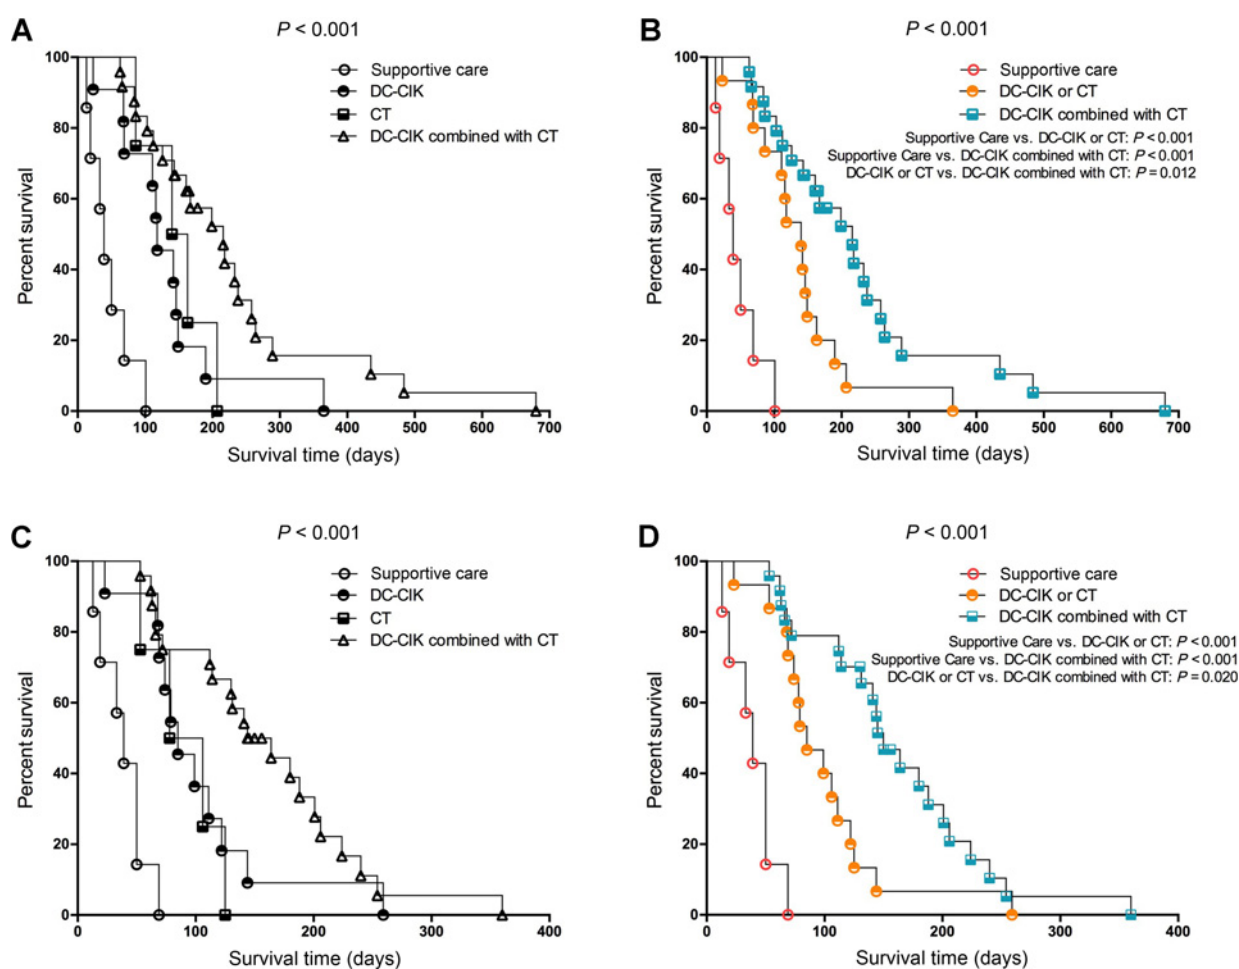 A
P < 0.001
Percent survival
100
80
60
40
20
0
Supportive care
DC-CIK
CT
DC-CIK combined with CT
0 100 200 300 400 500 600 700
Survival time (days)
B
P < 0.001
Percent survival
100
80
60
40
20
0
Supportive care
DC-CIK or CT
DC-CIK combined with CT
Supportive Care vs. DC-CIK or CT: P < 0.001
Supportive Care vs. DC-CIK combined with CT: P < 0.001
DC-CIK or CT vs. DC-CIK combined with CT: P = 0.012
0 100 200 300 400 500 600 700
Survival time (days)
C
P < 0.001
Percent survival
100
80
60
40
20
0
Supportive care
DC-CIK
CT
DC-CIK combined with CT
0 100 200 300 400
Survival time (days)
D
P < 0.001
Percent survival
100
80
60
40
20
0
Supportive care
DC-CIK or CT
DC-CIK combined with CT
Supportive Care vs. DC-CIK or CT: P < 0.001
Supportive Care vs. DC-CIK combined with CT: P < 0.001
DC-CIK or CT vs. DC-CIK combined with CT: P = 0.020
0 100 200 300 400
Survival time (days)